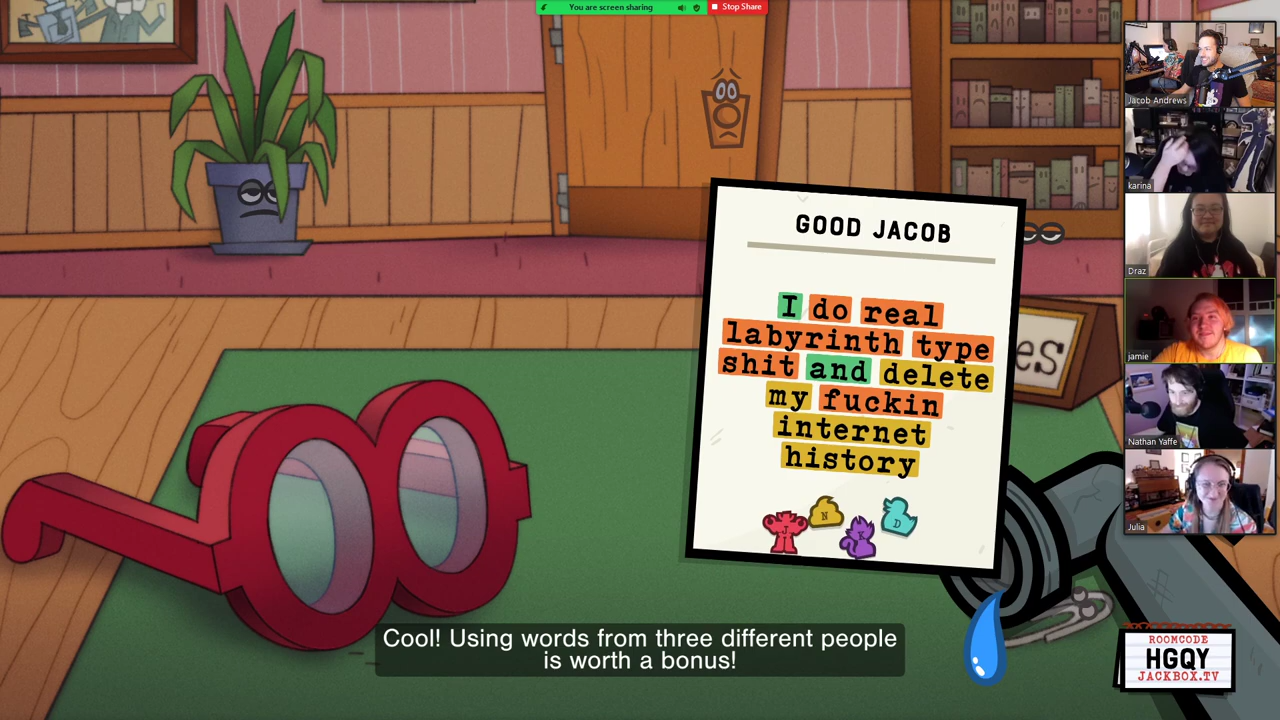 You are screen sharing
Stop Share
Jacob Andrews
karina
Draz
jamie
Nathan Yaffe
Julia
GOOD JACOB
I do real
labyrinth type
shit and delete
my fuckin
internet
history
N
K
D
es
Cool! Using words from three different people
is worth a bonus!
ROOMCODE
HGQY
JACKBOX.TV